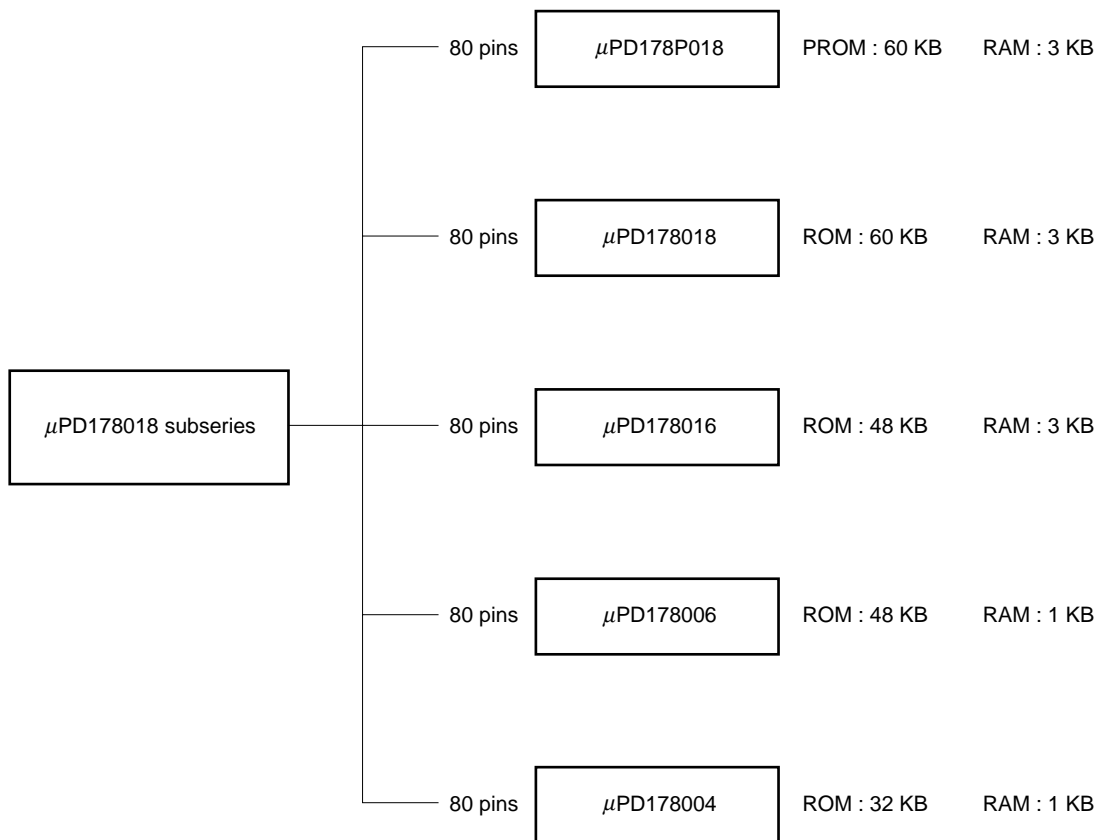 80 pins μPD178P018 PROM : 60 KB RAM : 3 KB
80 pins μPD178018 ROM : 60 KB RAM : 3 KB
μPD178018 subseries 80 pins μPD178016 ROM : 48 KB RAM : 3 KB
80 pins μPD178006 ROM : 48 KB RAM : 1 KB
80 pins μPD178004 ROM : 32 KB RAM : 1 KB